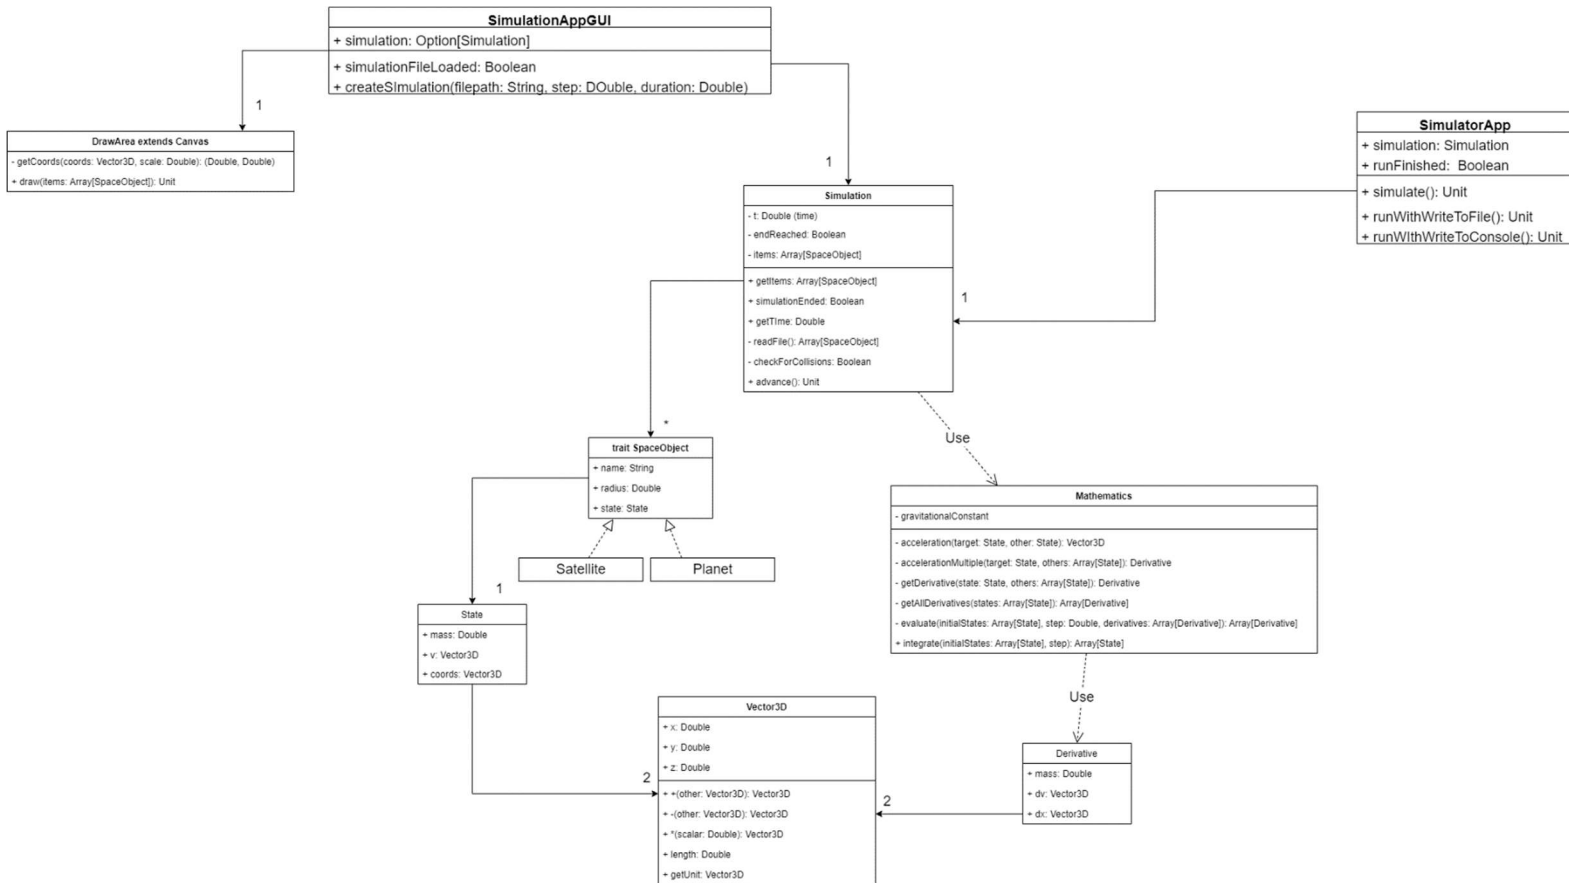 SimulationAppGUI
+ simulation: Option[Simulation]
+ simulationFileLoaded: Boolean
+ createSImulation(filepath: String, step: DOuble, duration: Double)
1
DrawArea extends Canvas
- getCoords(coords: Vector3D, scale: Double): (Double, Double)
+ draw(items: Array[SpaceObject]): Unit
SimulatorApp
+ simulation: Simulation
+ runFinished:  Boolean
+ simulate(): Unit
+ runWithWriteToFile(): Unit
+ runWIthWriteToConsole(): Unit
1
Simulation
- t: Double (time)
- endReached: Boolean
- items: Array[SpaceObject]
+ getItems: Array[SpaceObject]
+ simulationEnded: Boolean
+ getTIme: Double
- readFile(): Array[SpaceObject]
- checkForCollisions: Boolean
+ advance(): Unit
1
*
Use
trait SpaceObject
+ name: String
+ radius: Double
+ state: State
Satellite
Planet
Mathematics
- gravitationalConstant
- acceleration(target: State, other: State): Vector3D
- accelerationMultiple(target: State, others: Array[State]): Derivative
- getDerivative(state: State, others: Array[State]): Derivative
- getAllDerivatives(states: Array[State]): Array[Derivative]
- evaluate(initialStates: Array[State], step: Double, derivatives: Array[Derivative]): Array[Derivative]
+ integrate(initialStates: Array[State], step): Array[State]
1
State
+ mass: Double
+ v: Vector3D
+ coords: Vector3D
Use
Vector3D
+ x: Double
+ y: Double
+ z: Double
+ +(other: Vector3D): Vector3D
+ -(other: Vector3D): Vector3D
+ *(scalar: Double): Vector3D
+ length: Double
+ getUnit: Vector3D
2
2
Derivative
+ mass: Double
+ dv: Vector3D
+ dx: Vector3D